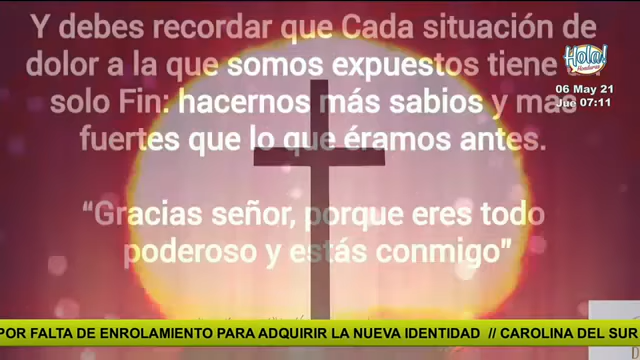 Y debes recordar que Cada situación de
dolor a la que somos expuestos tiene
solo Fin: hacernos más sabios y mas
fuertes que lo que éramos antes.
“Gracias señor, porque eres todo
poderoso y estás conmigo”
Hola!
06 May 21
Jue 07:11
POR FALTA DE ENROLAMIENTO PARA ADQUIRIR LA NUEVA IDENTIDAD // CAROLINA DEL SUR